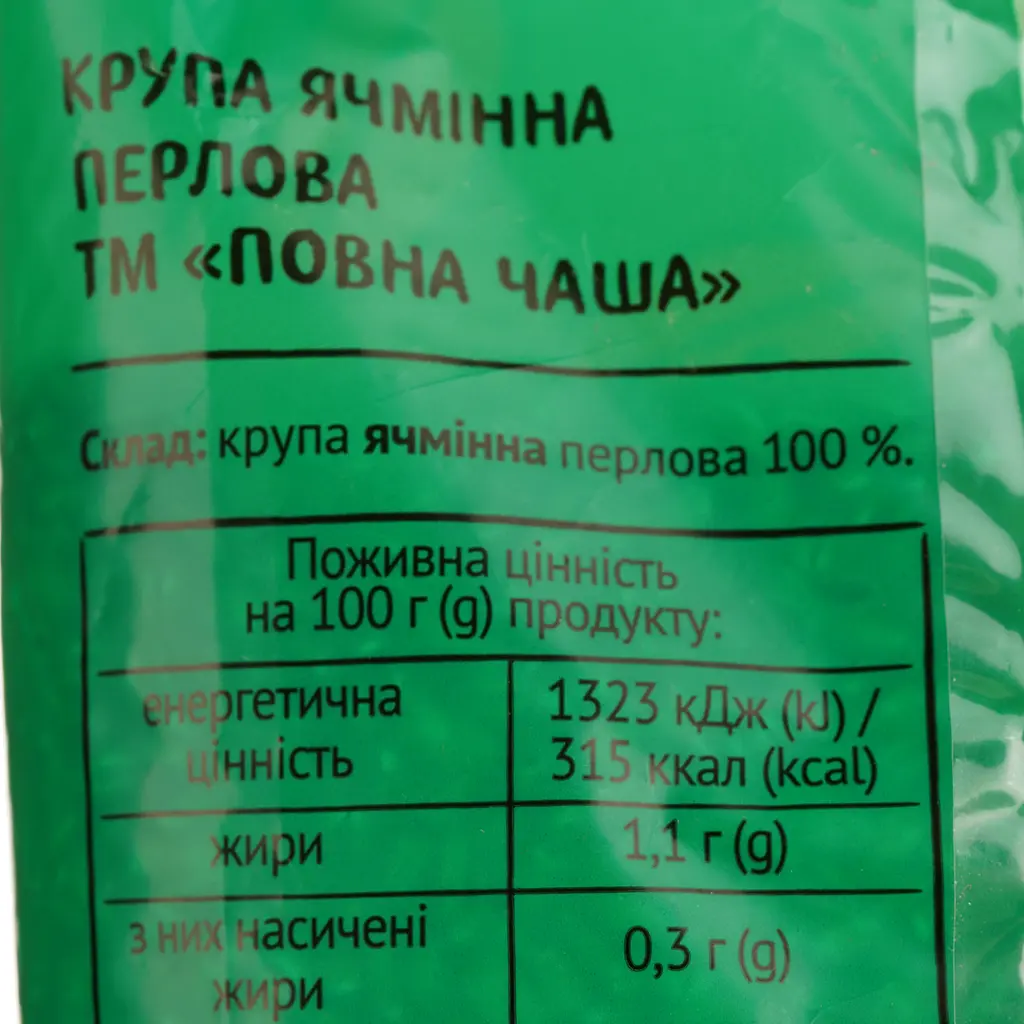 КРУПА ЯЧМІННА
ПЕРЛОВА
ТМ «ПОВНА ЧАША»
Склад: крупа ячмінна перлова 100 %.
Поживна цінність
на 100 г (g) продукту:
енергетична
цінність
1323 кДж (kJ) /
315 ккал (kcal)
жири
1,1 г (g)
з них насичені
жири
0,3 г (g)